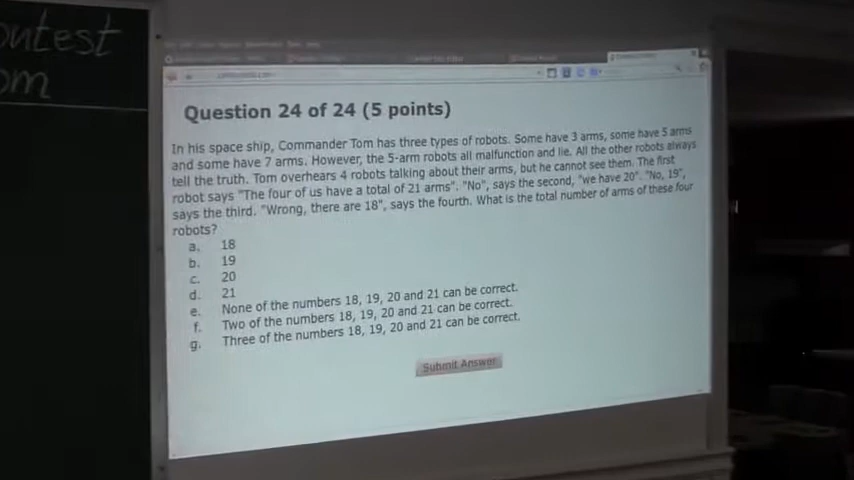 ontest
om
Question 24 of 24 (5 points)
In his space ship, Commander Tom has three types of robots. Some have 3 arms, some have 5 arms
and some have 7 arms. However, the 5-arm robots all malfunction and lie. All the other robots always
tell the truth. Tom overhears 4 robots talking about their arms, but he cannot see them. The first
robot says "The four of us have a total of 21 arms". "No", says the second, "we have 20". "No, 19",
says the third. "Wrong, there are 18", says the fourth. What is the total number of arms of these four
robots?
a. 18
b. 19
c. 20
d. 21
e. None of the numbers 18, 19, 20 and 21 can be correct.
f. Two of the numbers 18, 19, 20 and 21 can be correct.
g. Three of the numbers 18, 19, 20 and 21 can be correct.
Submit Answer